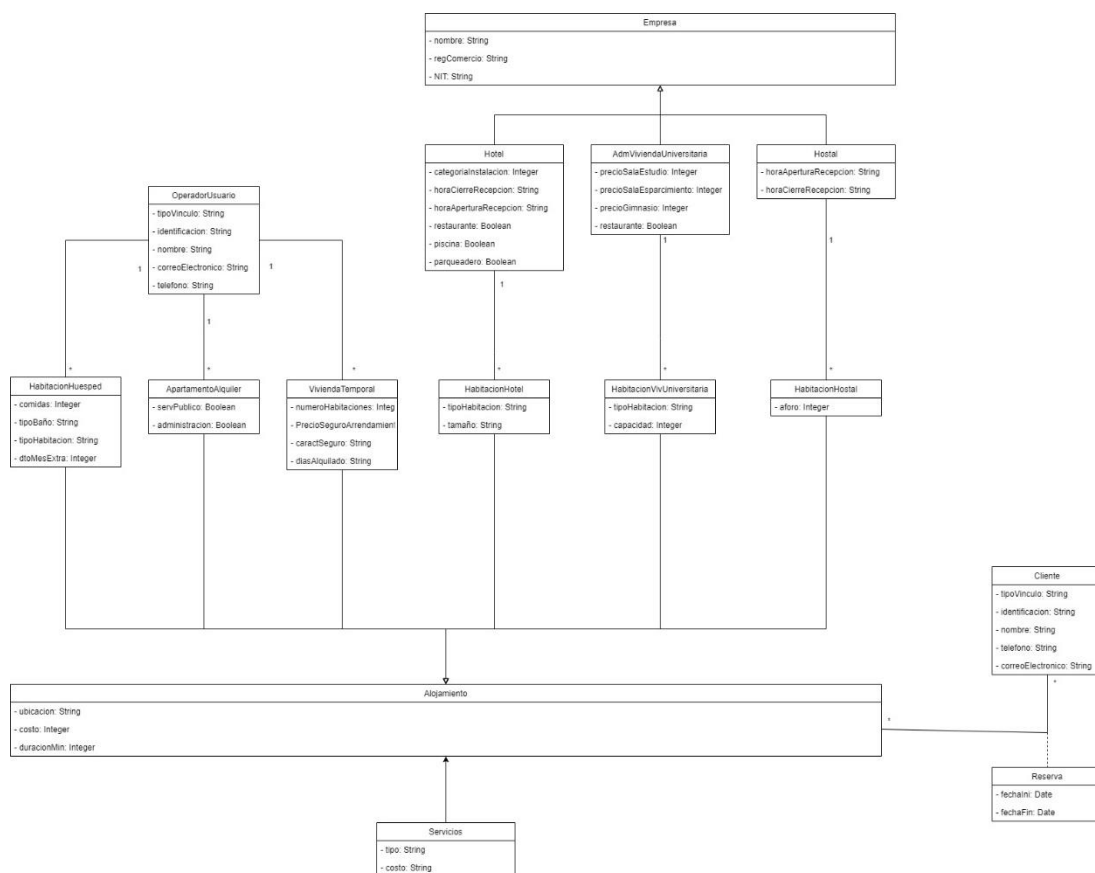 Empresa
- nombre: String
- regComercio: String
- NIT: String
Hotel
- categoriaInstalacion: Integer
- horaCierreRecepcion: String
- horaAperturaRecepcion: String
- restaurante: Boolean
- piscina: Boolean
- parqueadero: Boolean
1
AdmViviendaUniversitaria
- precioSalaEstudio: Integer
- precioSalaEsparcimiento: Integer
- precioGimnasio: Integer
- restaurante: Boolean
1
Hostal
- horaAperturaRecepcion: String
- horaCierreRecepcion: String
1
OperadorUsuario
- tipoVinculo: String
- identificacion: String
- nombre: String
- correoElectronico: String
- telefono: String
1
1
1
*
*
*
*
*
*
HabitacionHuesped
- comidas: Integer
- tipoBaño: String
- tipoHabitacion: String
- dtoMesExtra: Integer
ApartamentoAlquiler
- servPublico: Boolean
- administracion: Boolean
ViviendaTemporal
- numeroHabitaciones: Integ
- PrecioSeguroArrendamient
- caractSeguro: String
- diasAlquilado: String
HabitacionHotel
- tipoHabitacion: String
- tamaño: String
HabitacionVivUniversitaria
- tipoHabitacion: String
- capacidad: Integer
HabitacionHostal
- aforo: Integer
Cliente
- tipoVinculo: String
- identificacion: String
- nombre: String
- telefono: String
- correoElectronico: String
*
Alojamiento
- ubicacion: String
- costo: Integer
- duracionMin: Integer
*
Reserva
- fechaIni: Date
- fechaFin: Date
Servicios
- tipo: String
- costo: String